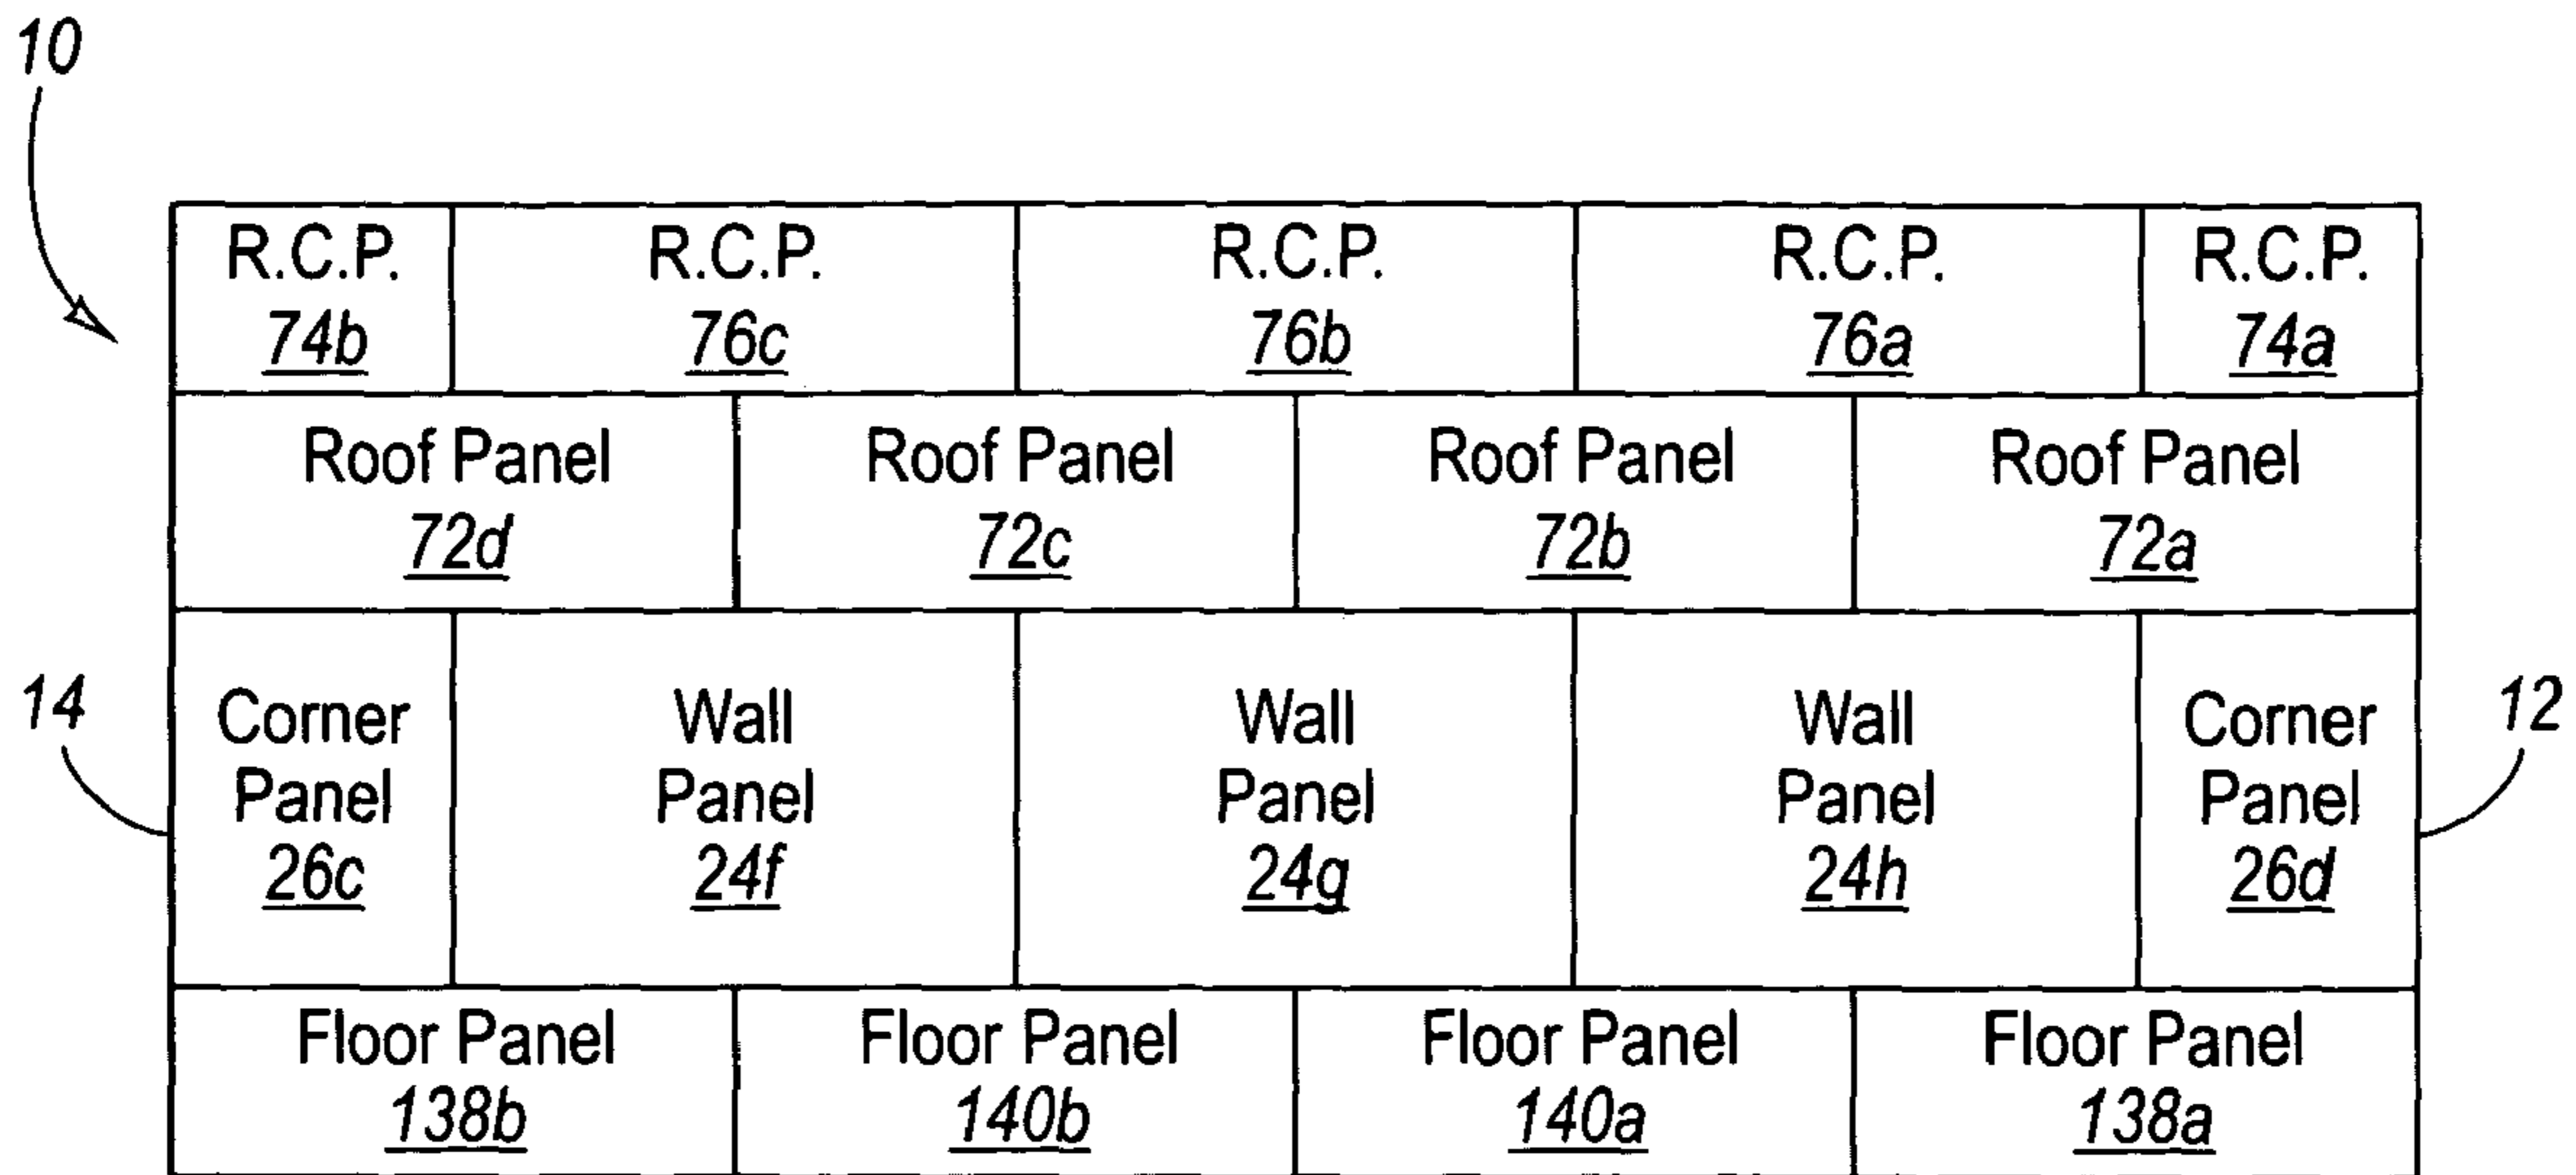 10
R.C.P. R.C.P. R.C.P. R.C.P. R.C.P.
74b 76c 76b 76a 74a
Roof Panel Roof Panel Roof Panel Roof Panel
72d 72c 72b 72a
14 Corner Wall Wall Wall Corner 12
Panel Panel Panel Panel Panel
26c 24f 24g 24h 26d
Floor Panel Floor Panel Floor Panel Floor Panel
138b 140b 140a 138a